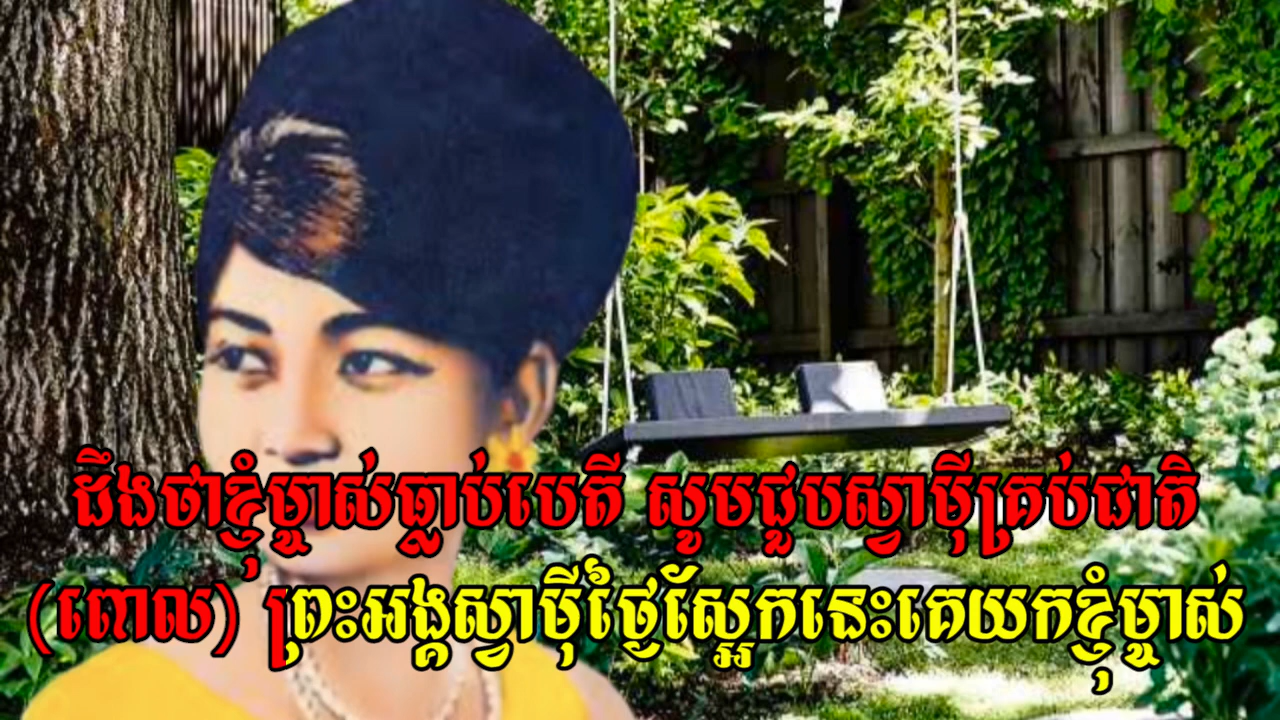 ដឹងថាខ្ញុំម្ចាស់ធ្លាប់បេតី សូមជួបស្វាម៉ីគ្រប់ជាតិ
(ពោល) ព្រះអង្គស្វាម៉ីថ្ងៃស្អែកនេះគេយកខ្ញុំម្ចាស់